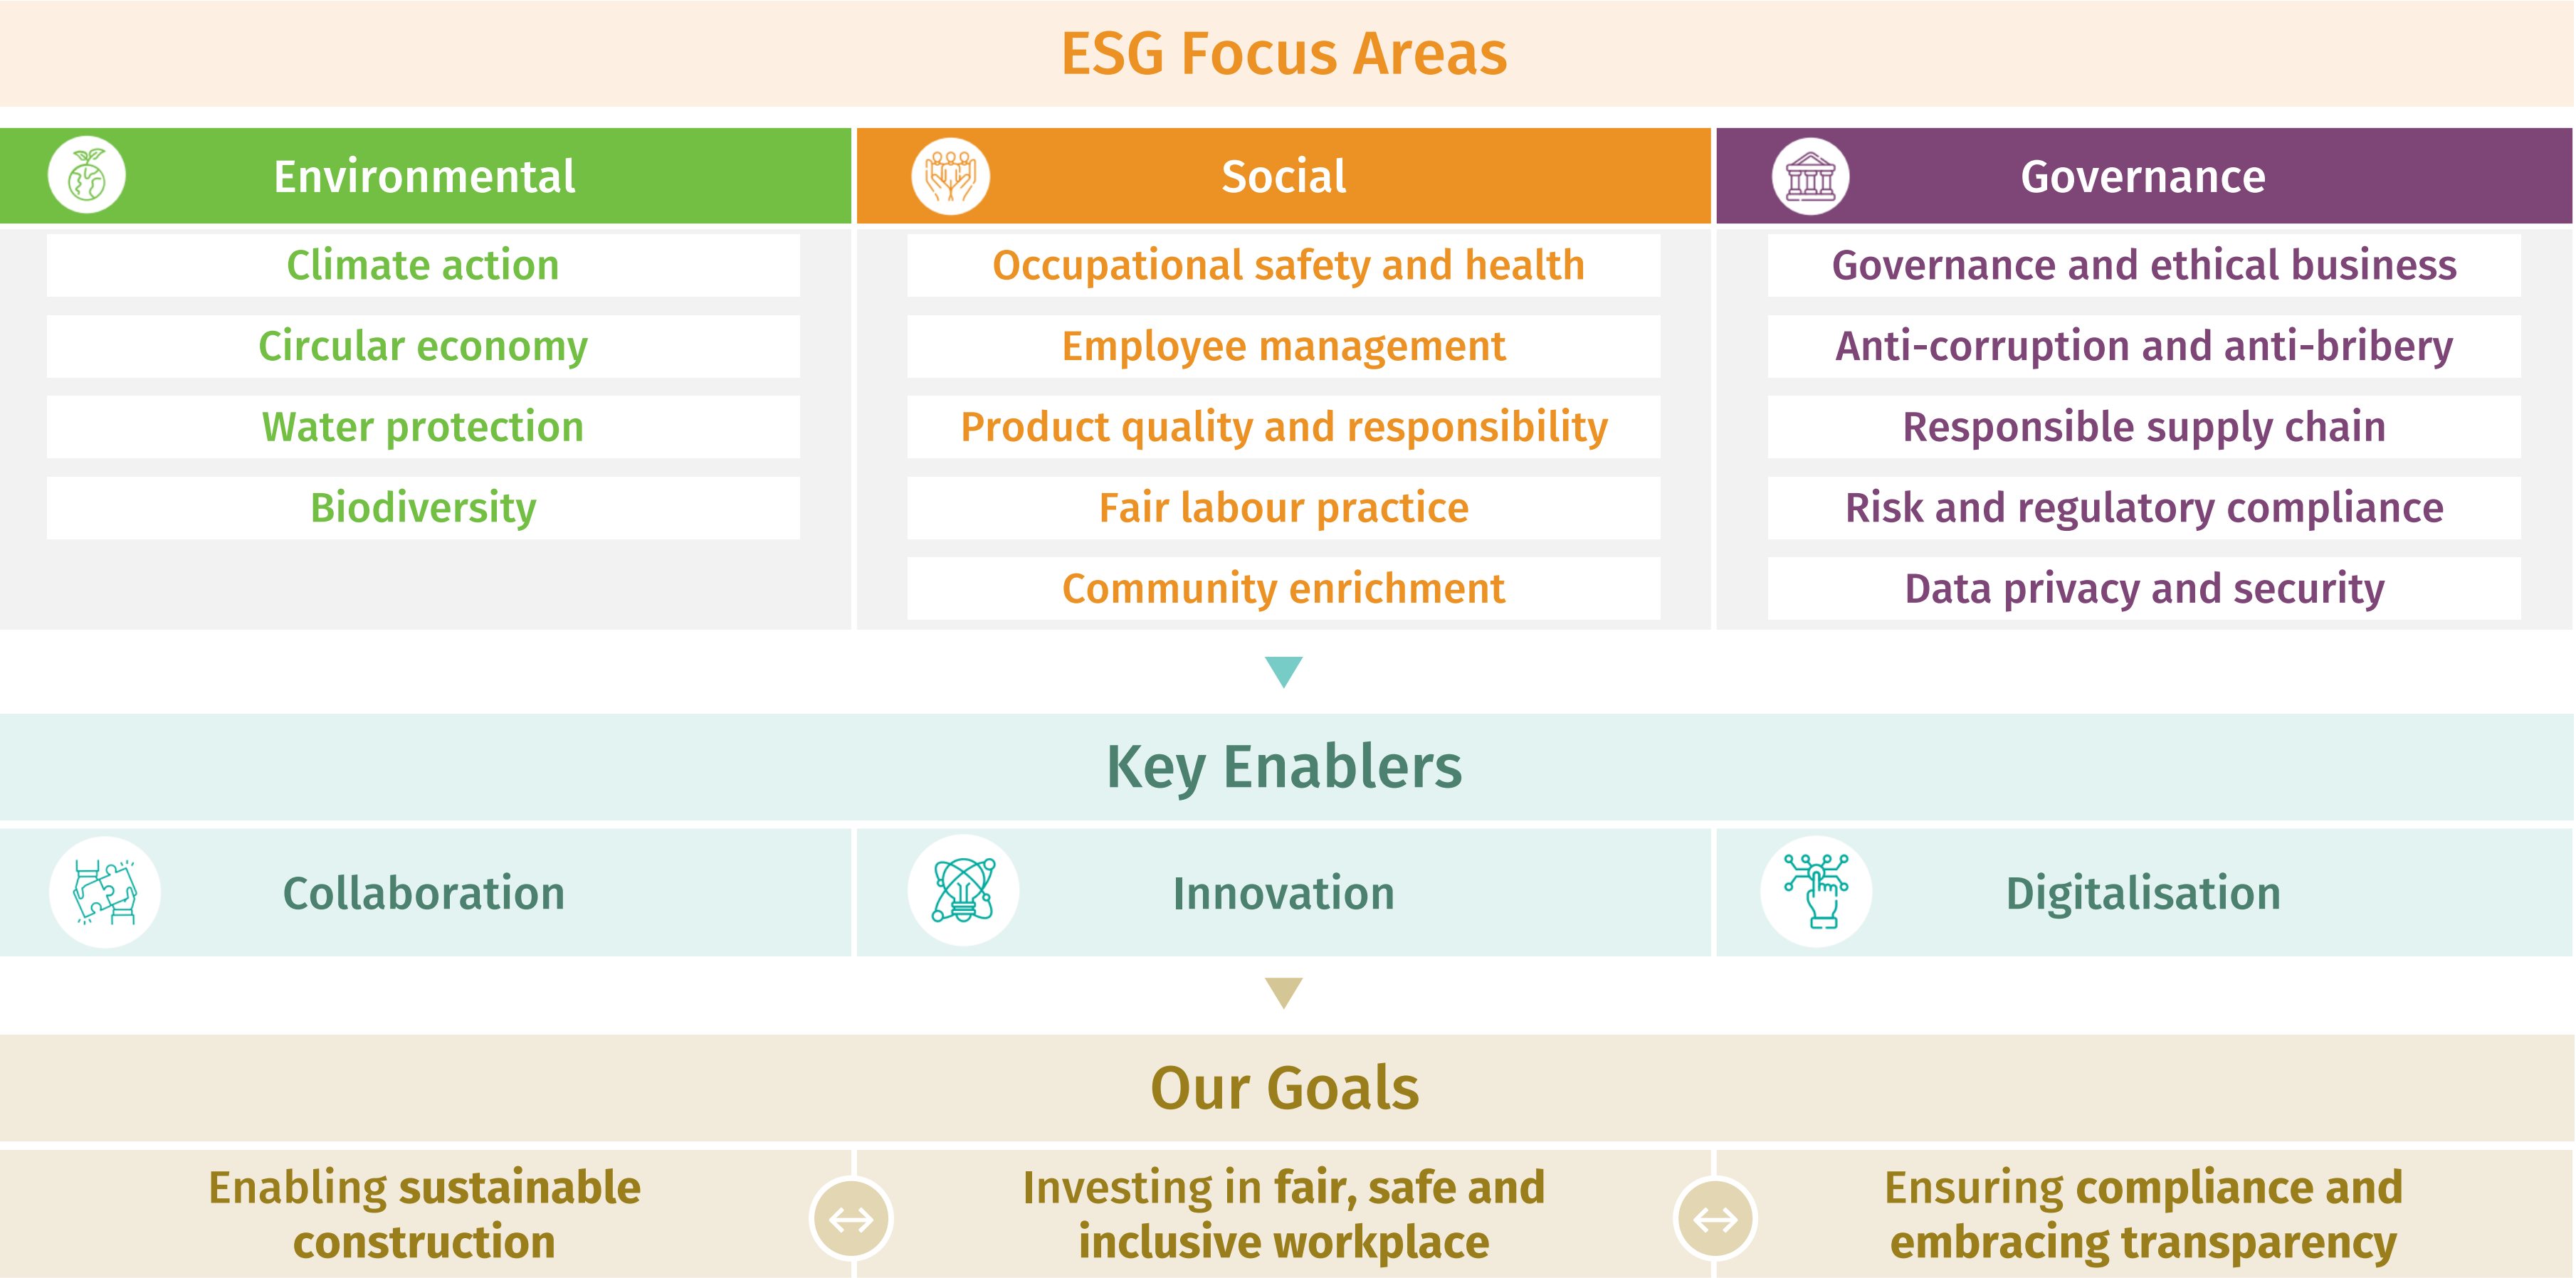 ESG Focus Areas
Environmental
Climate action
Circular economy
Water protection
Biodiversity
Social
Occupational safety and health
Employee management
Product quality and responsibility
Fair labour practice
Community enrichment
Governance
Governance and ethical business
Anti-corruption and anti-bribery
Responsible supply chain
Risk and regulatory compliance
Data privacy and security
Key Enablers
Collaboration
Innovation
Digitalisation
Our Goals
Enabling sustainable
construction
Investing in fair, safe and
inclusive workplace
Ensuring compliance and
embracing transparency